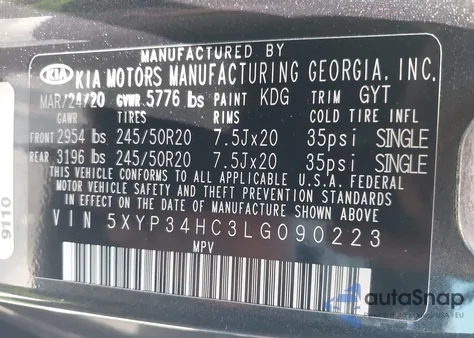 MANUFACTURED BY
KIA KIA MOTORS MANUFACTURING GEORGIA, INC.
MAR/24/20 GVWR 5776 lbs PAINT KDG TRIM GYT
GAWR TIRES RIMS COLD TIRE INFL
FRONT 2954 lbs 245/50R20 7.5Jx20 35psi SINGLE
REAR 3196 lbs 245/50R20 7.5Jx20 35psi SINGLE
THIS VEHICLE CONFORMS TO ALL APPLICABLE U.S.A. FEDERAL
MOTOR VEHICLE SAFETY AND THEFT PREVENTION STANDARDS
IN EFFECT ON THE DATE OF MANUFACTURE SHOWN ABOVE
VIN 5XYP34HC3LG090223
MPV
9110
autoSnap